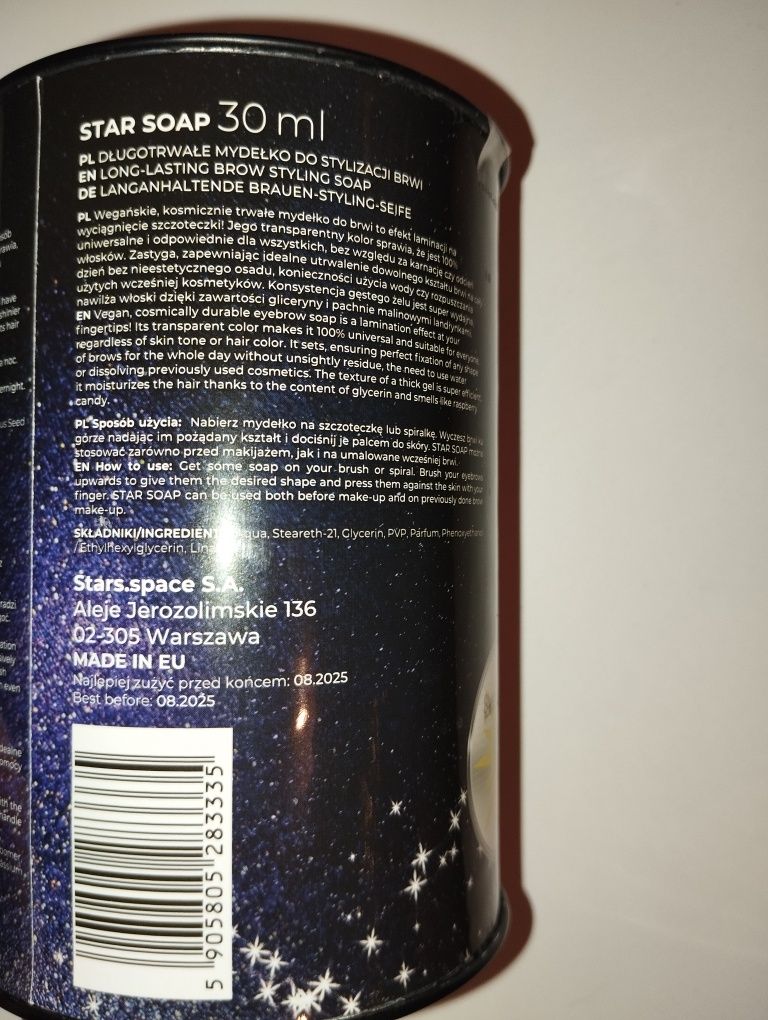 STAR SOAP 30 ml
PL DŁUGOTRWAŁE MYDEŁKO DO STYLIZACJI BRWI
EN LONG-LASTING BROW STYLING SOAP
DE LANGANHALTENDE BRAUEN-STYLING-SEIFE
PL Wegańskie, kosmicznie trwałe mydełko do brwi to efekt laminacji na
wyciągnięcie szczoteczki! Jego transparentny kolor sprawia, że jest 100%
uniwersalne i odpowiednie dla wszystkich, bez względu za karnację czy odcień
włosków. Zastyga, zapewniając idealne utrwalenie dowolnego kształtu brwi na cały
dzień bez nieestetycznego osadu, konieczności użycia wody czy rozpuszczania
użytych wcześniej kosmetyków. Konsystencja gęstego żelu jest super wydajna,
nawilża włoski dzięki zawartości gliceryny i pachnie malinowymi landrynkami.
EN Vegan, cosmically durable eyebrow soap is a lamination effect at your
fingertips! Its transparent color makes it 100% universal and suitable for everyone,
regardless of skin tone or hair color. It sets, ensuring perfect fixation of any shape
of brows for the whole day without unsightly residue, the need to use water
or dissolving previously used cosmetics. The texture of a thick gel is super efficient,
it moisturizes the hair thanks to the content of glycerin and smells like raspberry
candy.
PL Sposób użycia: Nabierz mydełko na szczoteczkę lub spiralkę. Wyczesz brwi ku
górze nadając im pożądany kształt i dociśnij je palcem do skóry. STAR SOAP można
stosować zarówno przed makijażem, jak i na umalowane wcześniej brwi.
EN How to use: Get some soap on your brush or spiral. Brush your eyebrows
upwards to give them the desired shape and press them against the skin with your
finger. STAR SOAP can be used both before make-up and on previously done brow
make-up.
SKŁADNIKI/INGREDIENT Aqua, Steareth-21, Glycerin, PVP, Parfum, Phenoxyethanol
Ethylhexylglycerin,
Stars.space S.A.
Aleje Jerozolimskie 136
02-305 Warszawa
MADE IN EU
Najlepiej zużyć przed końcem: 08.2025
Best before: 08.2025
5 905805 283335